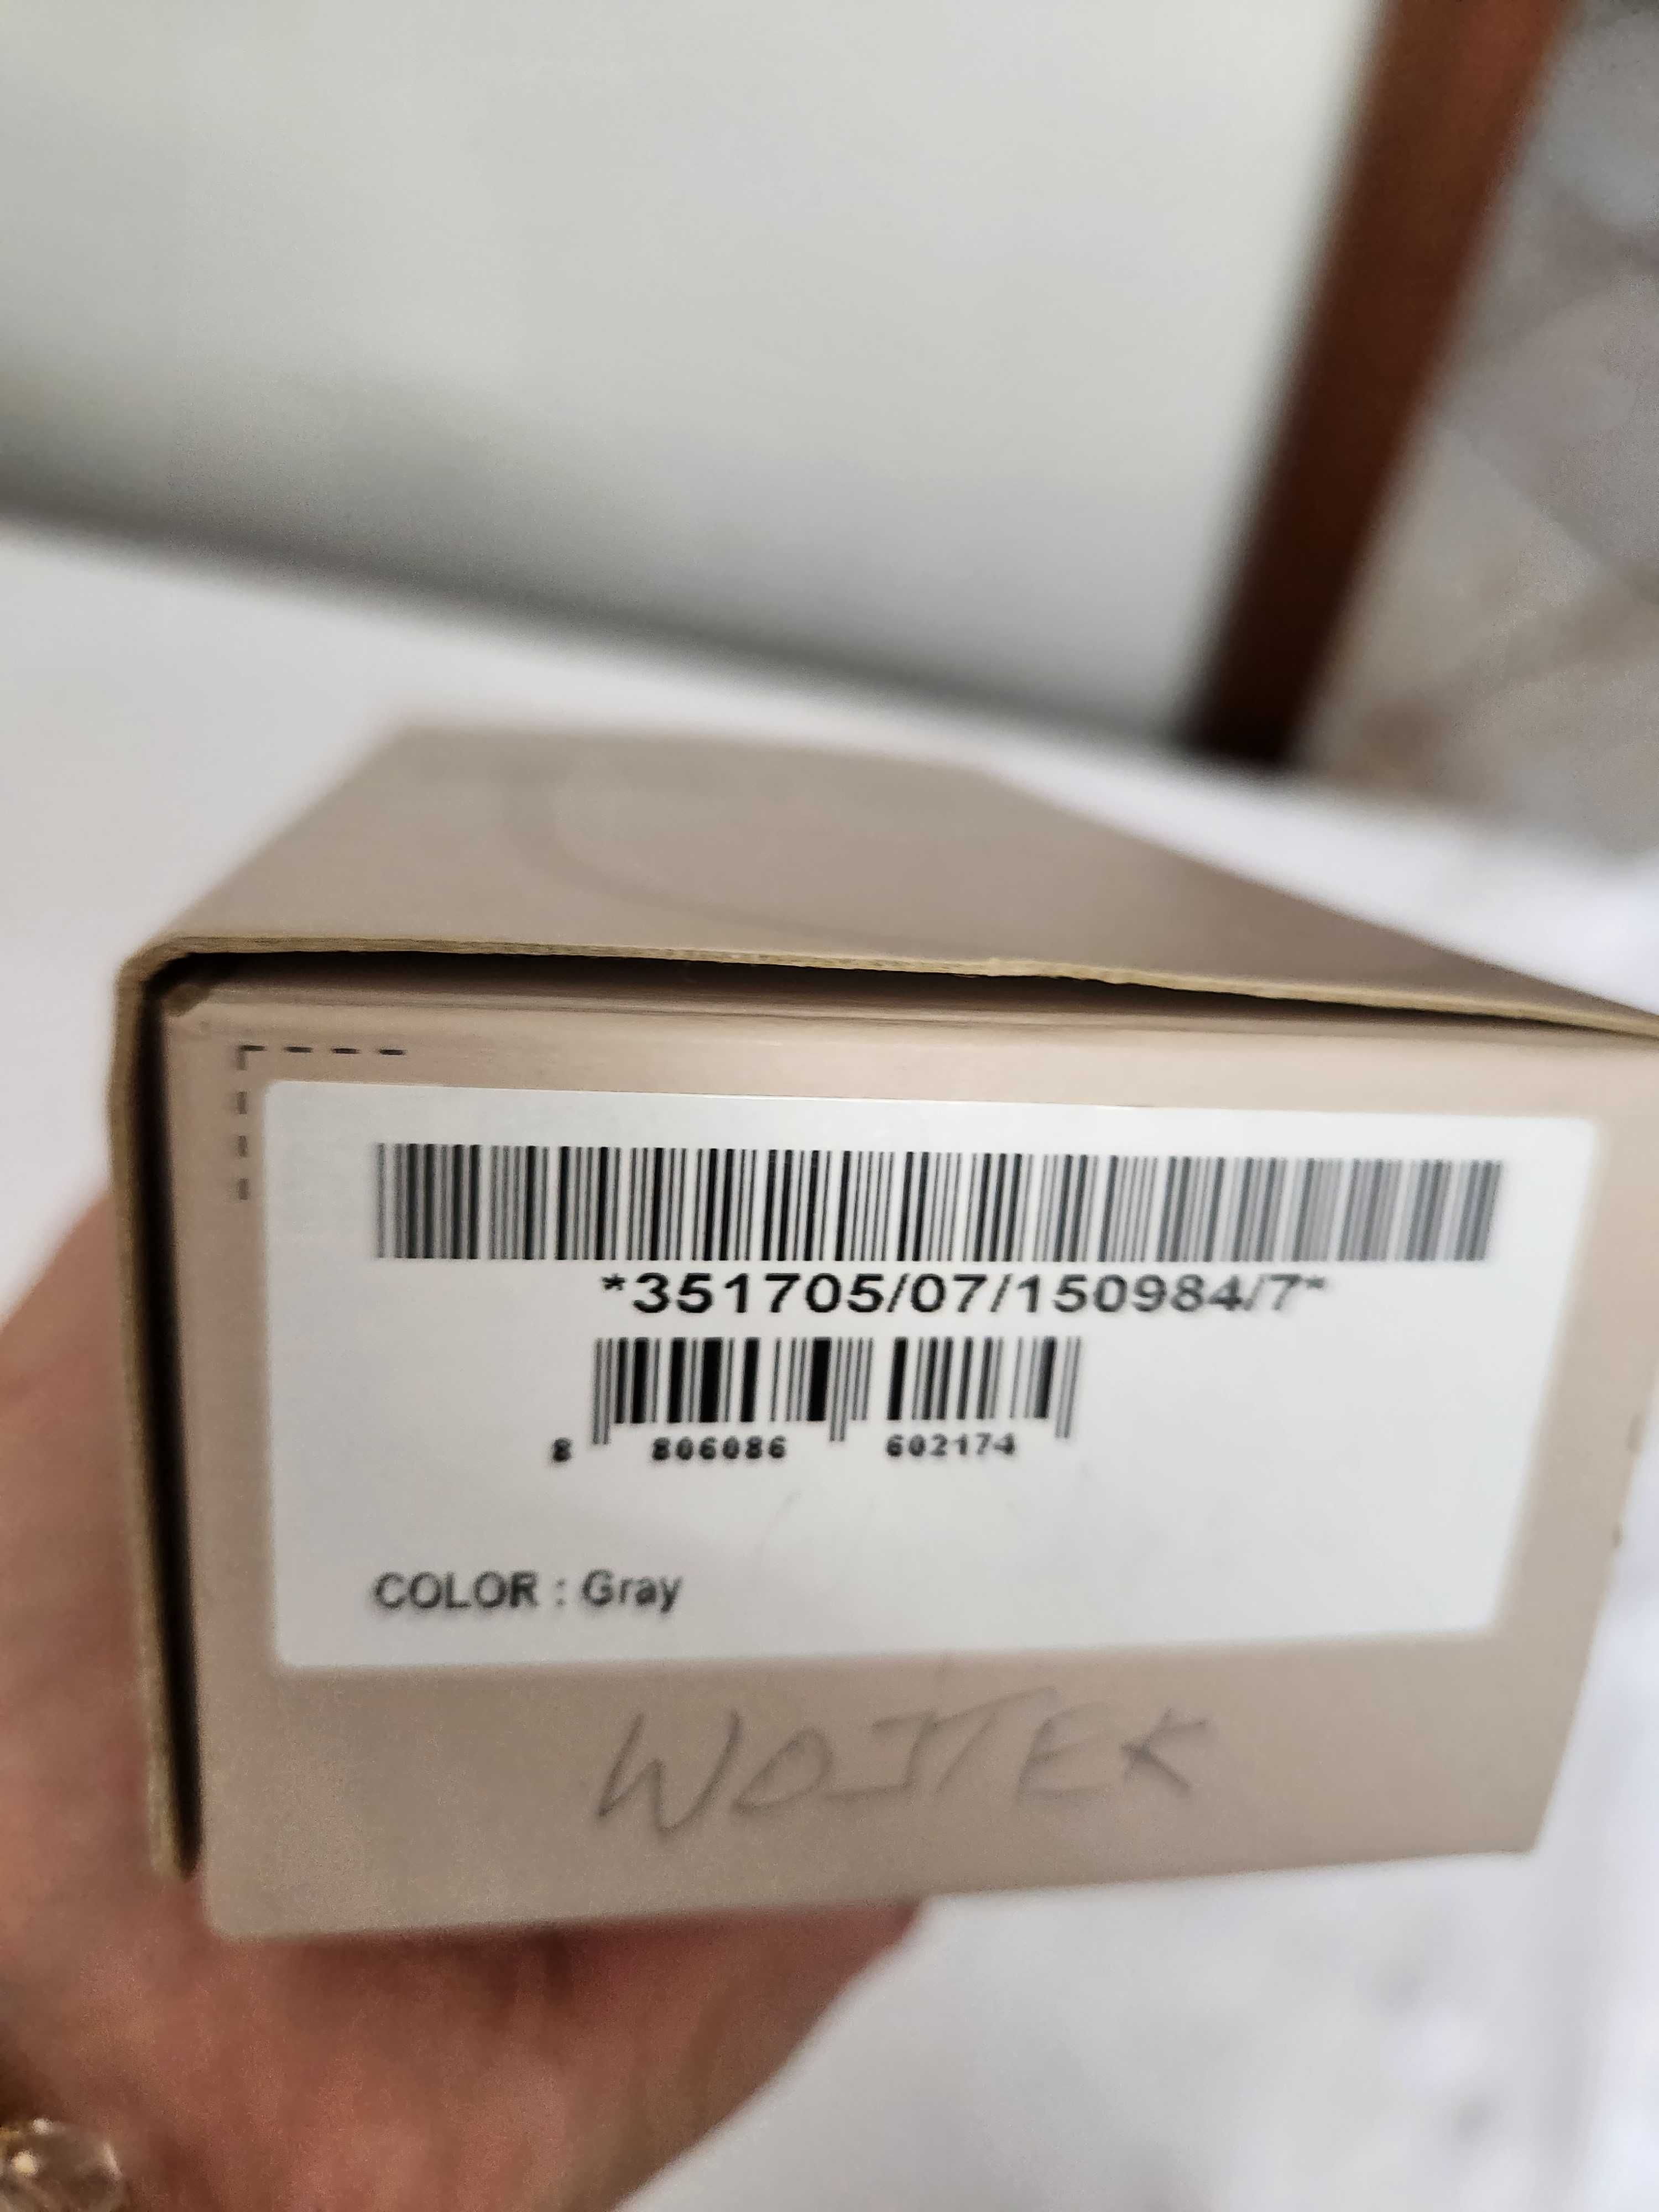 *351705/07/150984/7*
8 806086 602174
COLOR : Gray
WOJTEK